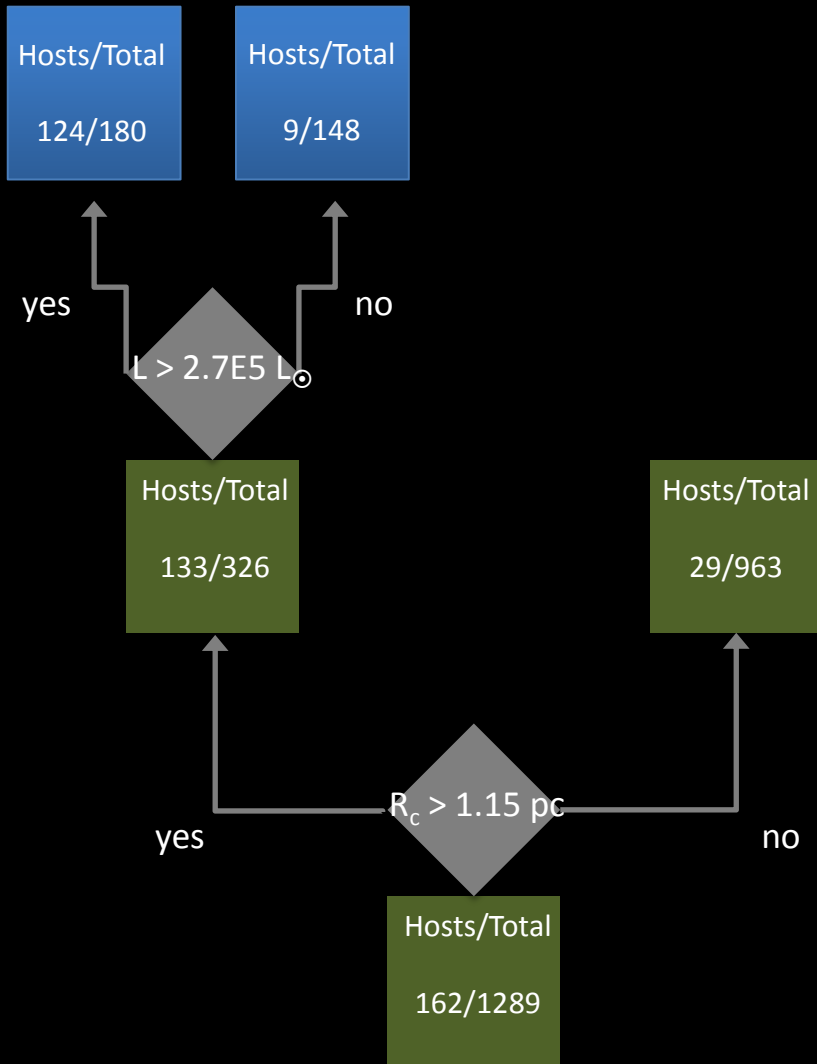 Hosts/Total
124/180
Hosts/Total
9/148
yes
no
L > 2.7E5 L☉
Hosts/Total
133/326
Hosts/Total
29/963
R_c > 1.15 pc
yes
no
Hosts/Total
162/1289